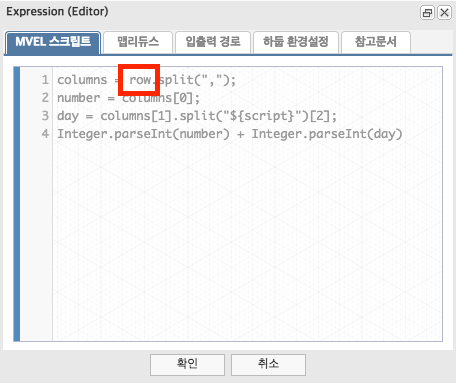 Expression (Editor)
MVEL 스크립트 맵리듀스 입출력 경로 하둡 환경설정 참고문서
1 columns = row.split(",");
2 number = columns[0];
3 day = columns[1].split("${script}")[2];
4 Integer.parseInt(number) + Integer.parseInt(day)
확인 취소